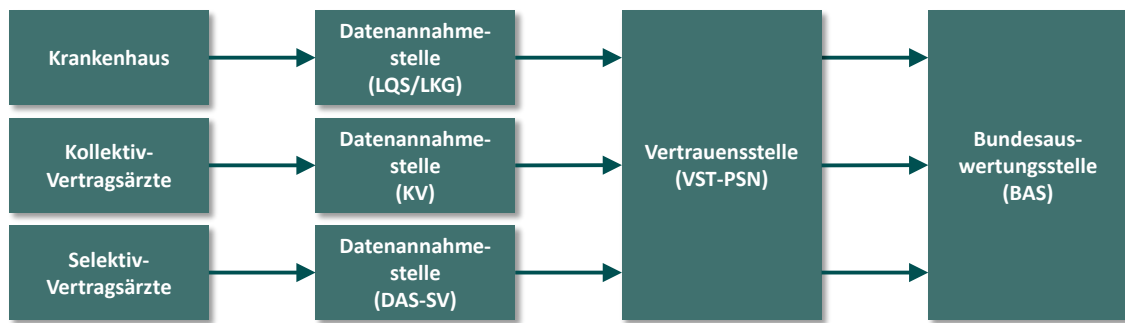 Krankenhaus
Datenannahme-
stelle
(LQS/LKG)
Kollektiv-
Vertragsärzte
Datenannahme-
stelle
(KV)
Selektiv-
Vertragsärzte
Datenannahme-
stelle
(DAS-SV)
Vertrauensstelle
(VST-PSN)
Bundesaus-
wertungsstelle
(BAS)